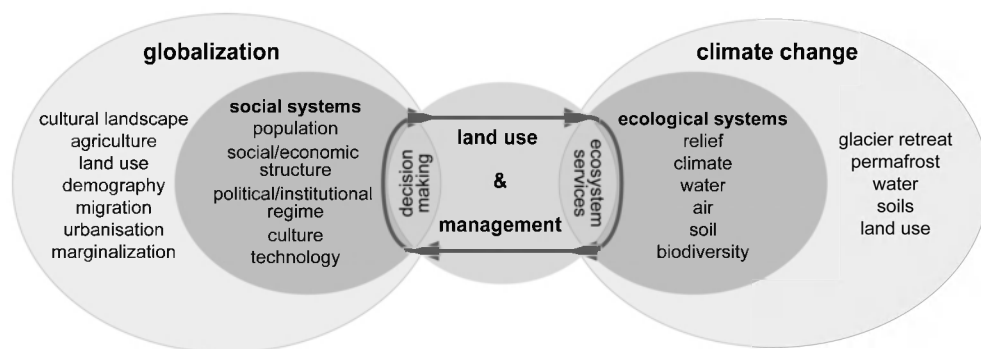 globalization
cultural landscape
agriculture
land use
demography
migration
urbanisation
marginalization
social systems
population
social/economic
structure
political/institutional
regime
culture
technology
decision
making
land use
&
management
ecosystem
services
climate change
ecological systems
relief
climate
water
air
soil
biodiversity
glacier retreat
permafrost
water
soils
land use